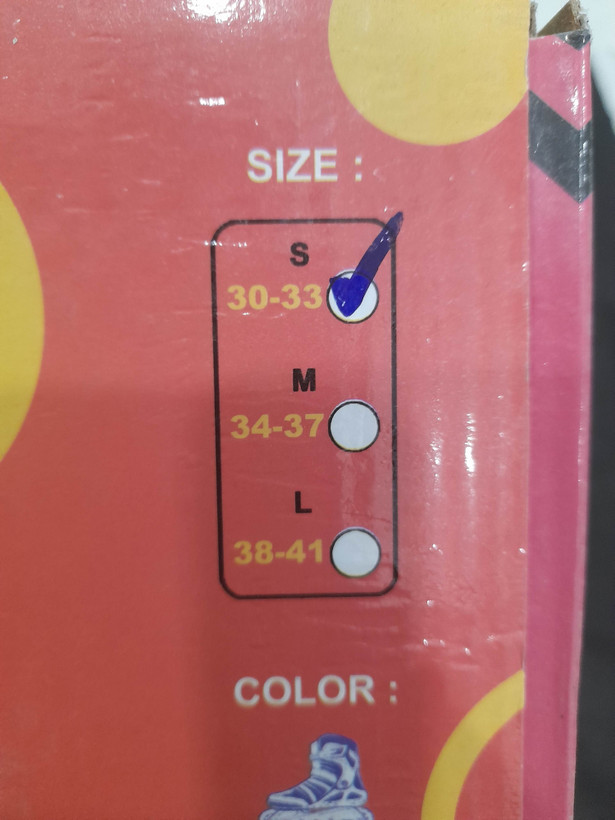 SIZE :
S
30-33
M
34-37
L
38-41
COLOR :